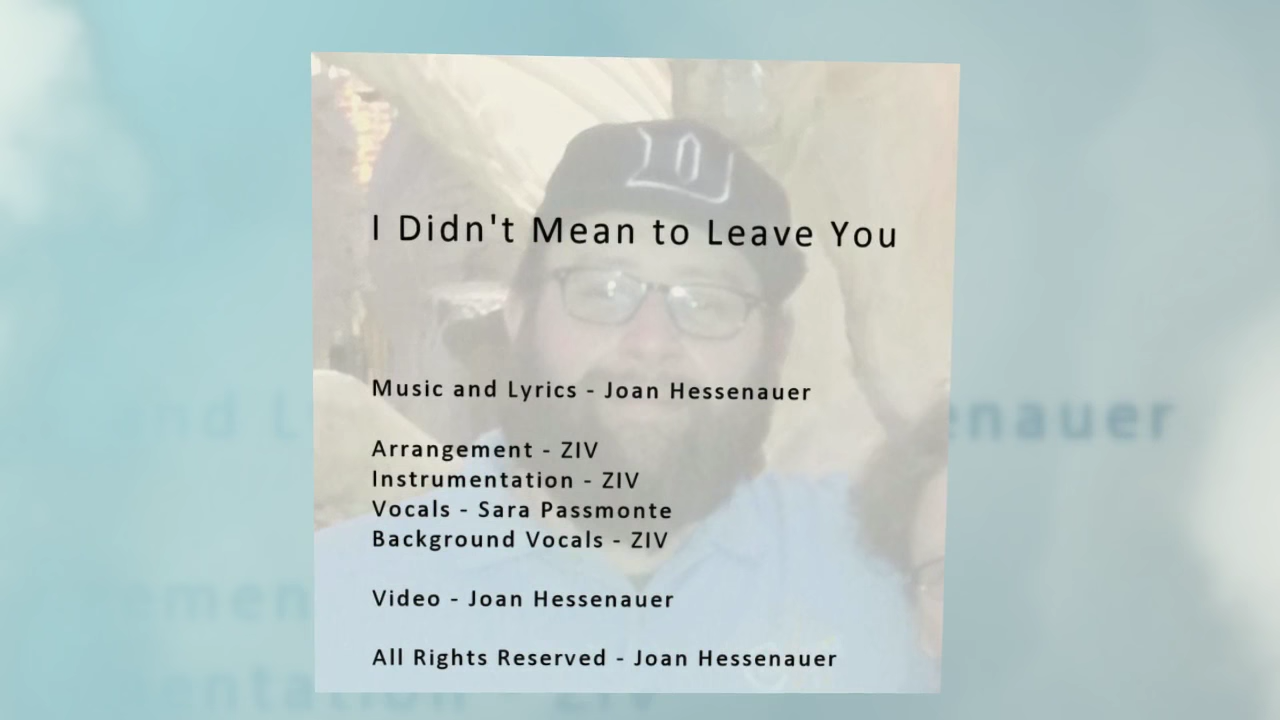 I Didn't Mean to Leave You
Music and Lyrics - Joan Hessenauer
Arrangement - ZIV
Instrumentation - ZIV
Vocals - Sara Passmonte
Background Vocals - ZIV
Video - Joan Hessenauer
All Rights Reserved - Joan Hessenauer